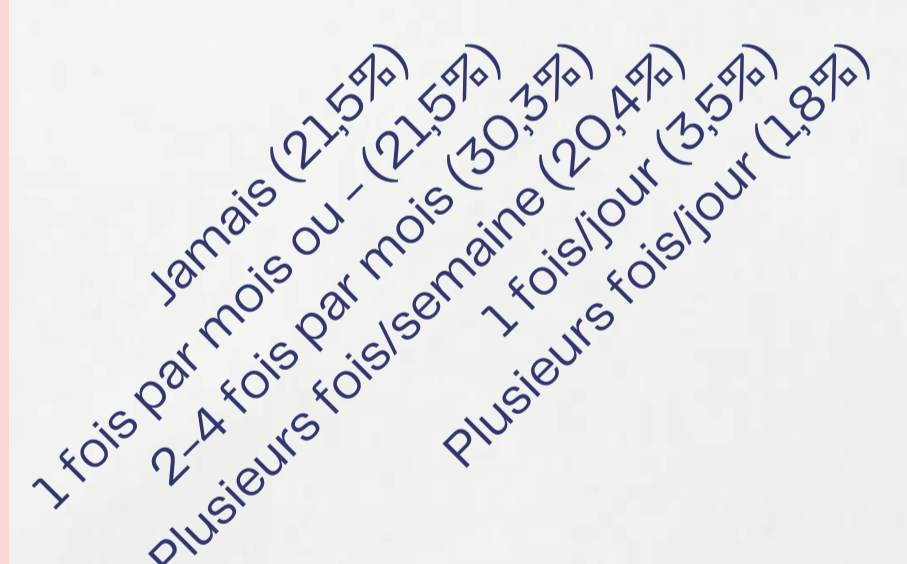 Jamais (21,5%)
1 fois par mois ou – (21,5%)
2–4 fois par mois (30,3%)
Plusieurs fois/semaine (20,4%)
1 fois/jour (3,5%)
Plusieurs fois/jour (1,8%)